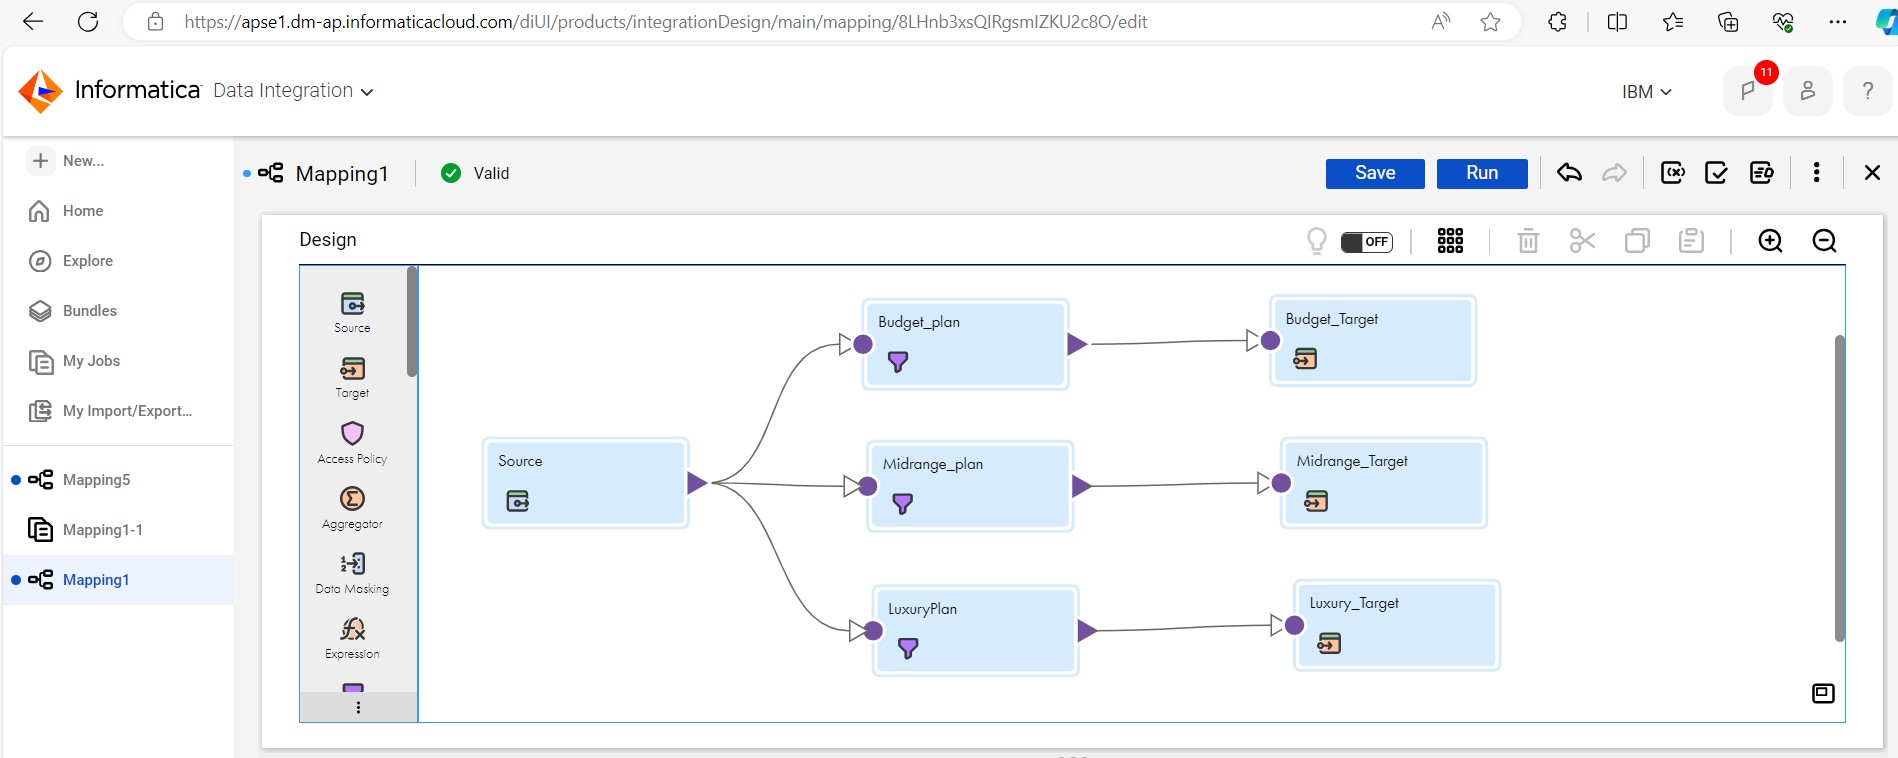 https://apse1.dm-ap.informaticacloud.com/diUI/products/integrationDesign/main/mapping/8LHnb3xsQIRgsmIZKU2c8O/edit
Informatica Data Integration
IBM
11
?
New...
Home
Explore
Bundles
My Jobs
My Import/Export...
Mapping5
Mapping1-1
Mapping1
Mapping1
Valid
Save
Run
Design
OFF
Source
Target
Access Policy
Aggregator
Data Masking
Expression
Budget_plan
Budget_Target
Source
Midrange_plan
Midrange_Target
LuxuryPlan
Luxury_Target